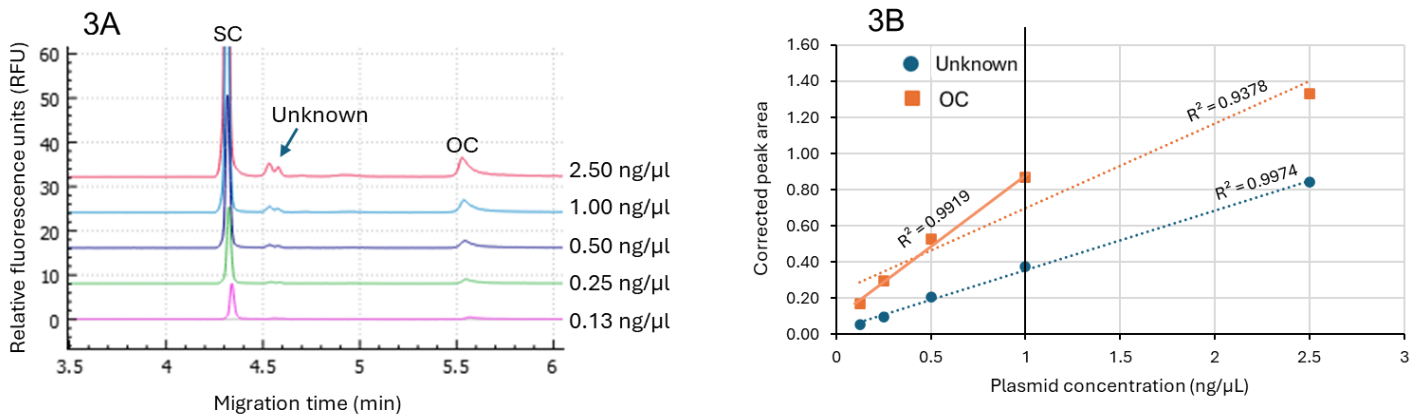 3A
SC
Unknown
OC
Relative fluorescence units (RFU)
60
50
40
30
20
10
0
2.50 ng/µl
1.00 ng/µl
0.50 ng/µl
0.25 ng/µl
0.13 ng/µl
3.5 4 4.5 5 5.5 6
Migration time (min)
3B
Unknown
OC
Corrected peak area
1.60
1.40
1.20
1.00
0.80
0.60
0.40
0.20
0.00
R² = 0.9378
R² = 0.9974
R² = 0.9919
0 0.5 1 1.5 2 2.5 3
Plasmid concentration (ng/µL)